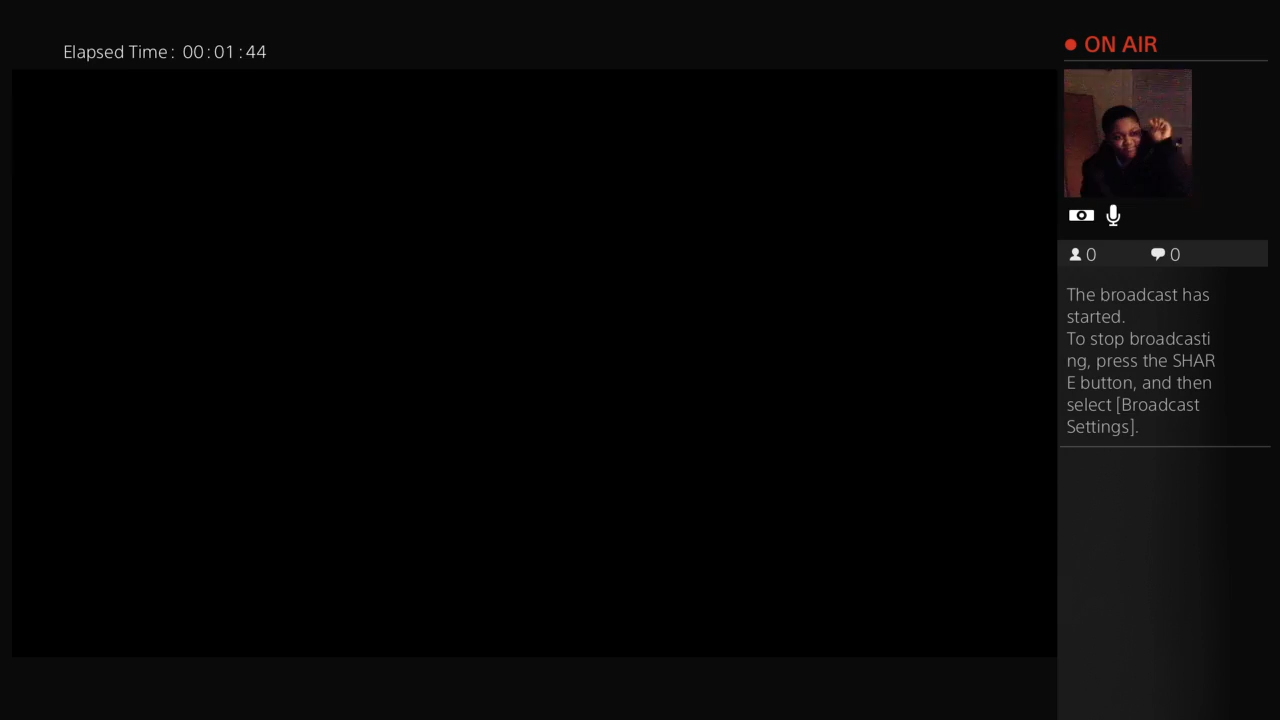 Elapsed Time: 00:01:44
ON AIR
0
0
The broadcast has
started.
To stop broadcasti
ng, press the SHAR
E button, and then
select [Broadcast
Settings].